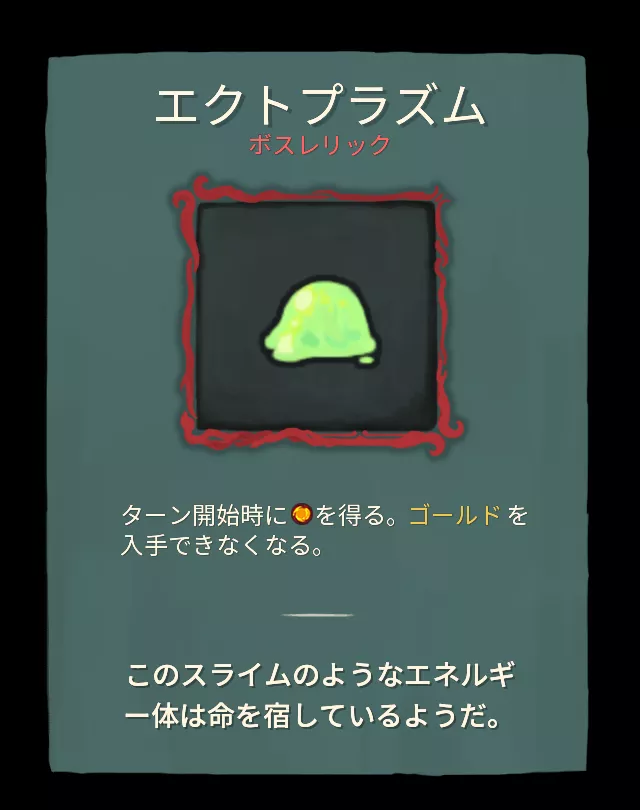 エクトプラズム
ボスレリック
ターン開始時にを得る。ゴールド を
入手できなくなる。
このスライムのようなエネルギ
ー体は命を宿しているようだ。